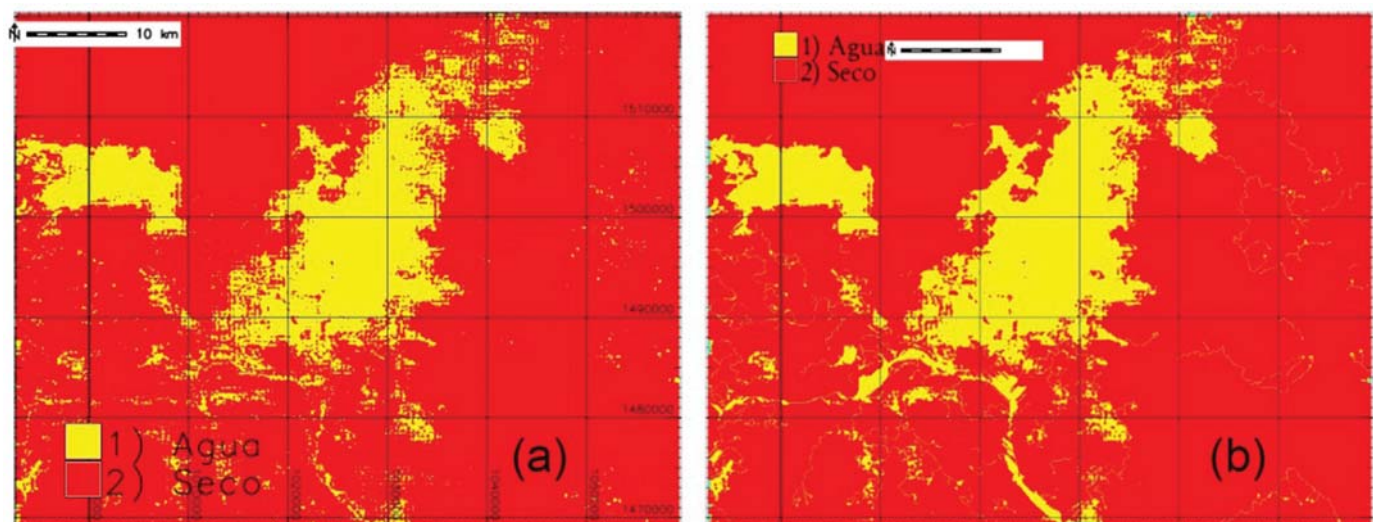 N 10 km
1510000
1500000
1490000
1480000
1470000
1) Agua
2) Seco
(a)
1) Agua
2) Seco
N
(b)